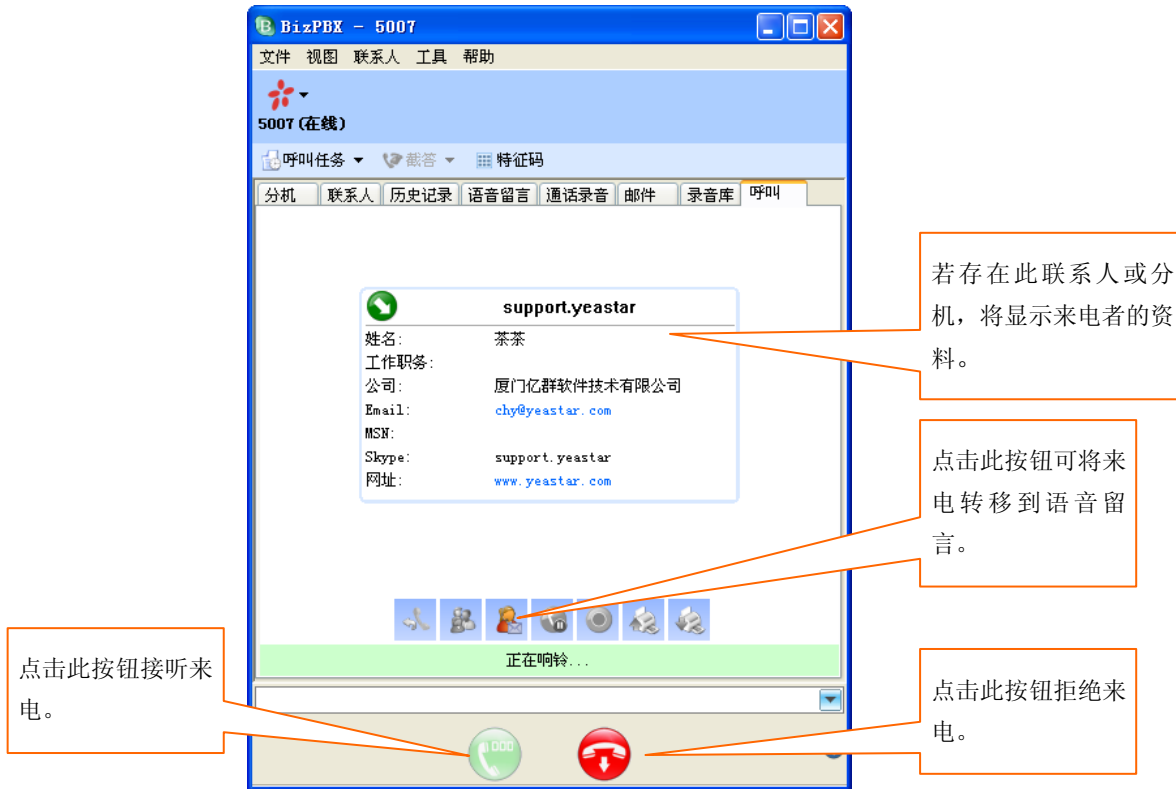 BizPBX - 5007
文件 视图 联系人 工具 帮助
5007 (在线)
呼叫任务 截答 特征码
分机 联系人 历史记录 语音留言 通话录音 邮件 录音库 呼叫
support.yeastar
姓名: 茶茶
工作职务:
公司: 厦门亿群软件技术有限公司
Email: chy@yeastar.com
MSN:
Skype: support.yeastar
网址: www.yeastar.com
正在响铃...
若存在此联系人或分
机，将显示来电者的资
料。
点击此按钮可将来
电转移到语音留
言。
点击此按钮接听来
电。
点击此按钮拒绝来
电。